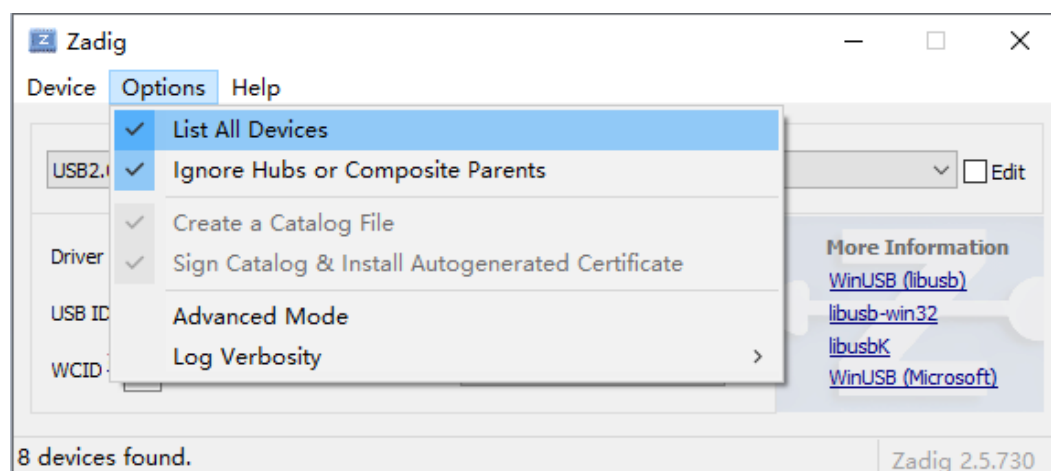 Zadig
Device Options Help
List All Devices
USB2. Ignore Hubs or Composite Parents Edit
Create a Catalog File
Driver Sign Catalog & Install Autogenerated Certificate
More Information
WinUSB (libusb)
USB ID Advanced Mode
libusb-win32
Log Verbosity
libusbK
WCID
WinUSB (Microsoft)
8 devices found.
Zadig 2.5.730